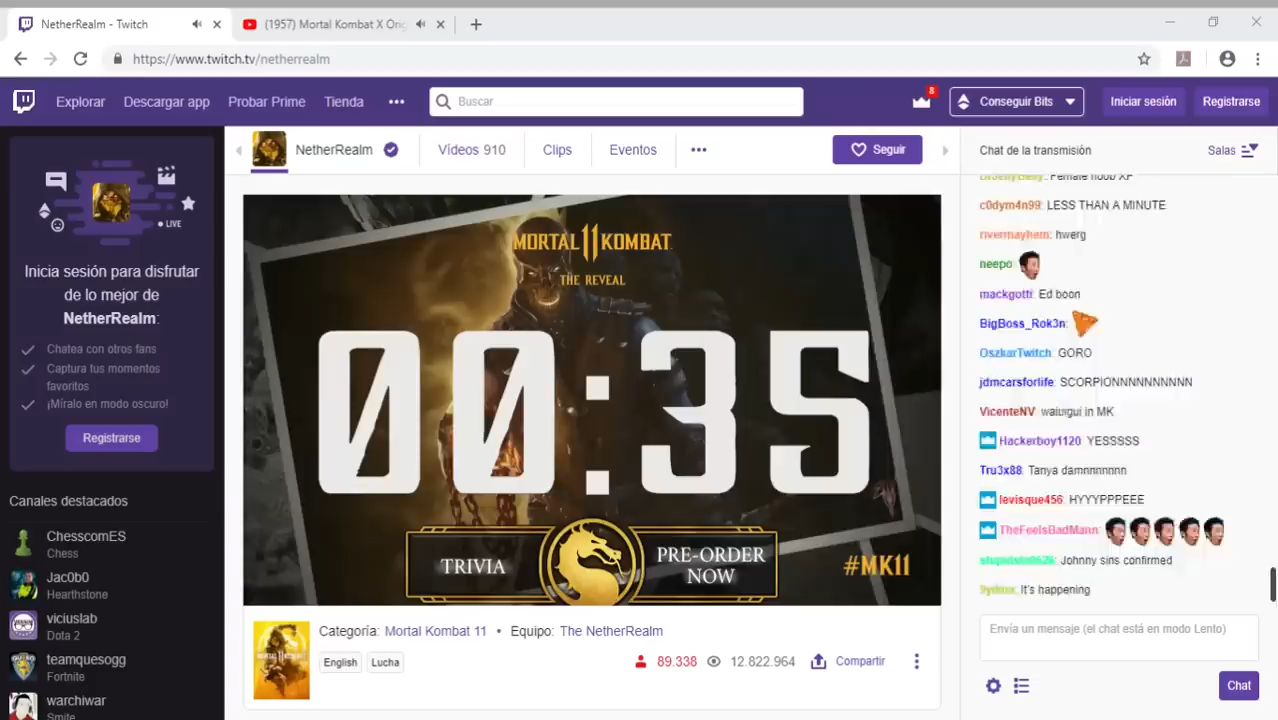 NetherRealm - Twitch
(1957) Mortal Kombat X Orig
https://www.twitch.tv/netherrealm
Explorar
Descargar app
Probar Prime
Tienda
Buscar
8
Conseguir Bits
Iniciar sesión
Registrarse
LIVE
Inicia sesión para disfrutar
de lo mejor de
NetherRealm:
Chatea con otros fans
Captura tus momentos
favoritos
¡Míralo en modo oscuro!
Registrarse
Canales destacados
ChesscomES
Chess
Jac0b0
Hearthstone
viciuslab
Dota 2
teamquesogg
Fortnite
warchiwar
Smite
NetherRealm
Vídeos 910
Clips
Eventos
Seguir
MORTAL 11 KOMBAT
THE REVEAL
00:35
TRIVIA
PRE-ORDER
NOW
#MK11
Categoría: Mortal Kombat 11 • Equipo: The NetherRealm
English
Lucha
89.338
12.822.964
Compartir
Chat de la transmisión
Salas
Female noob XP
c0dym4n99: LESS THAN A MINUTE
rivermayhem: hwerg
neepo
mackgotti: Ed boon
BigBoss_Rok3n:
OszkarTwitch: GORO
jdmcarsforlife: SCORPIONNNNNNNNNN
VicenteNV: waiusgui in MK
Hackerboy1120: YESSSSS
Tru3x88: Tanya damnnnnnn
levisque456: HYYYPPPEEE
TheFeelsBadMann:
Johnny sins confirmed
It's happening
Envía un mensaje (el chat está en modo Lento)
Chat